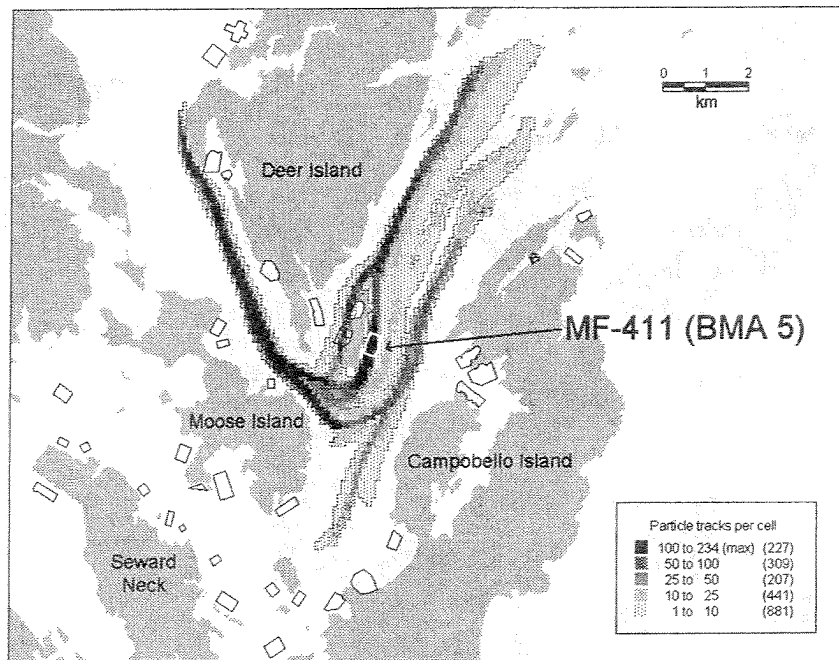 0 1 2
km
Deer Island
MF-411 (BMA 5)
Moose Island
Campobello Island
Seward
Neck
Particle tracks per cell
100 to 234 (max) (227)
50 to 100 (309)
25 to 50 (207)
10 to 25 (441)
1 to 10 (881)